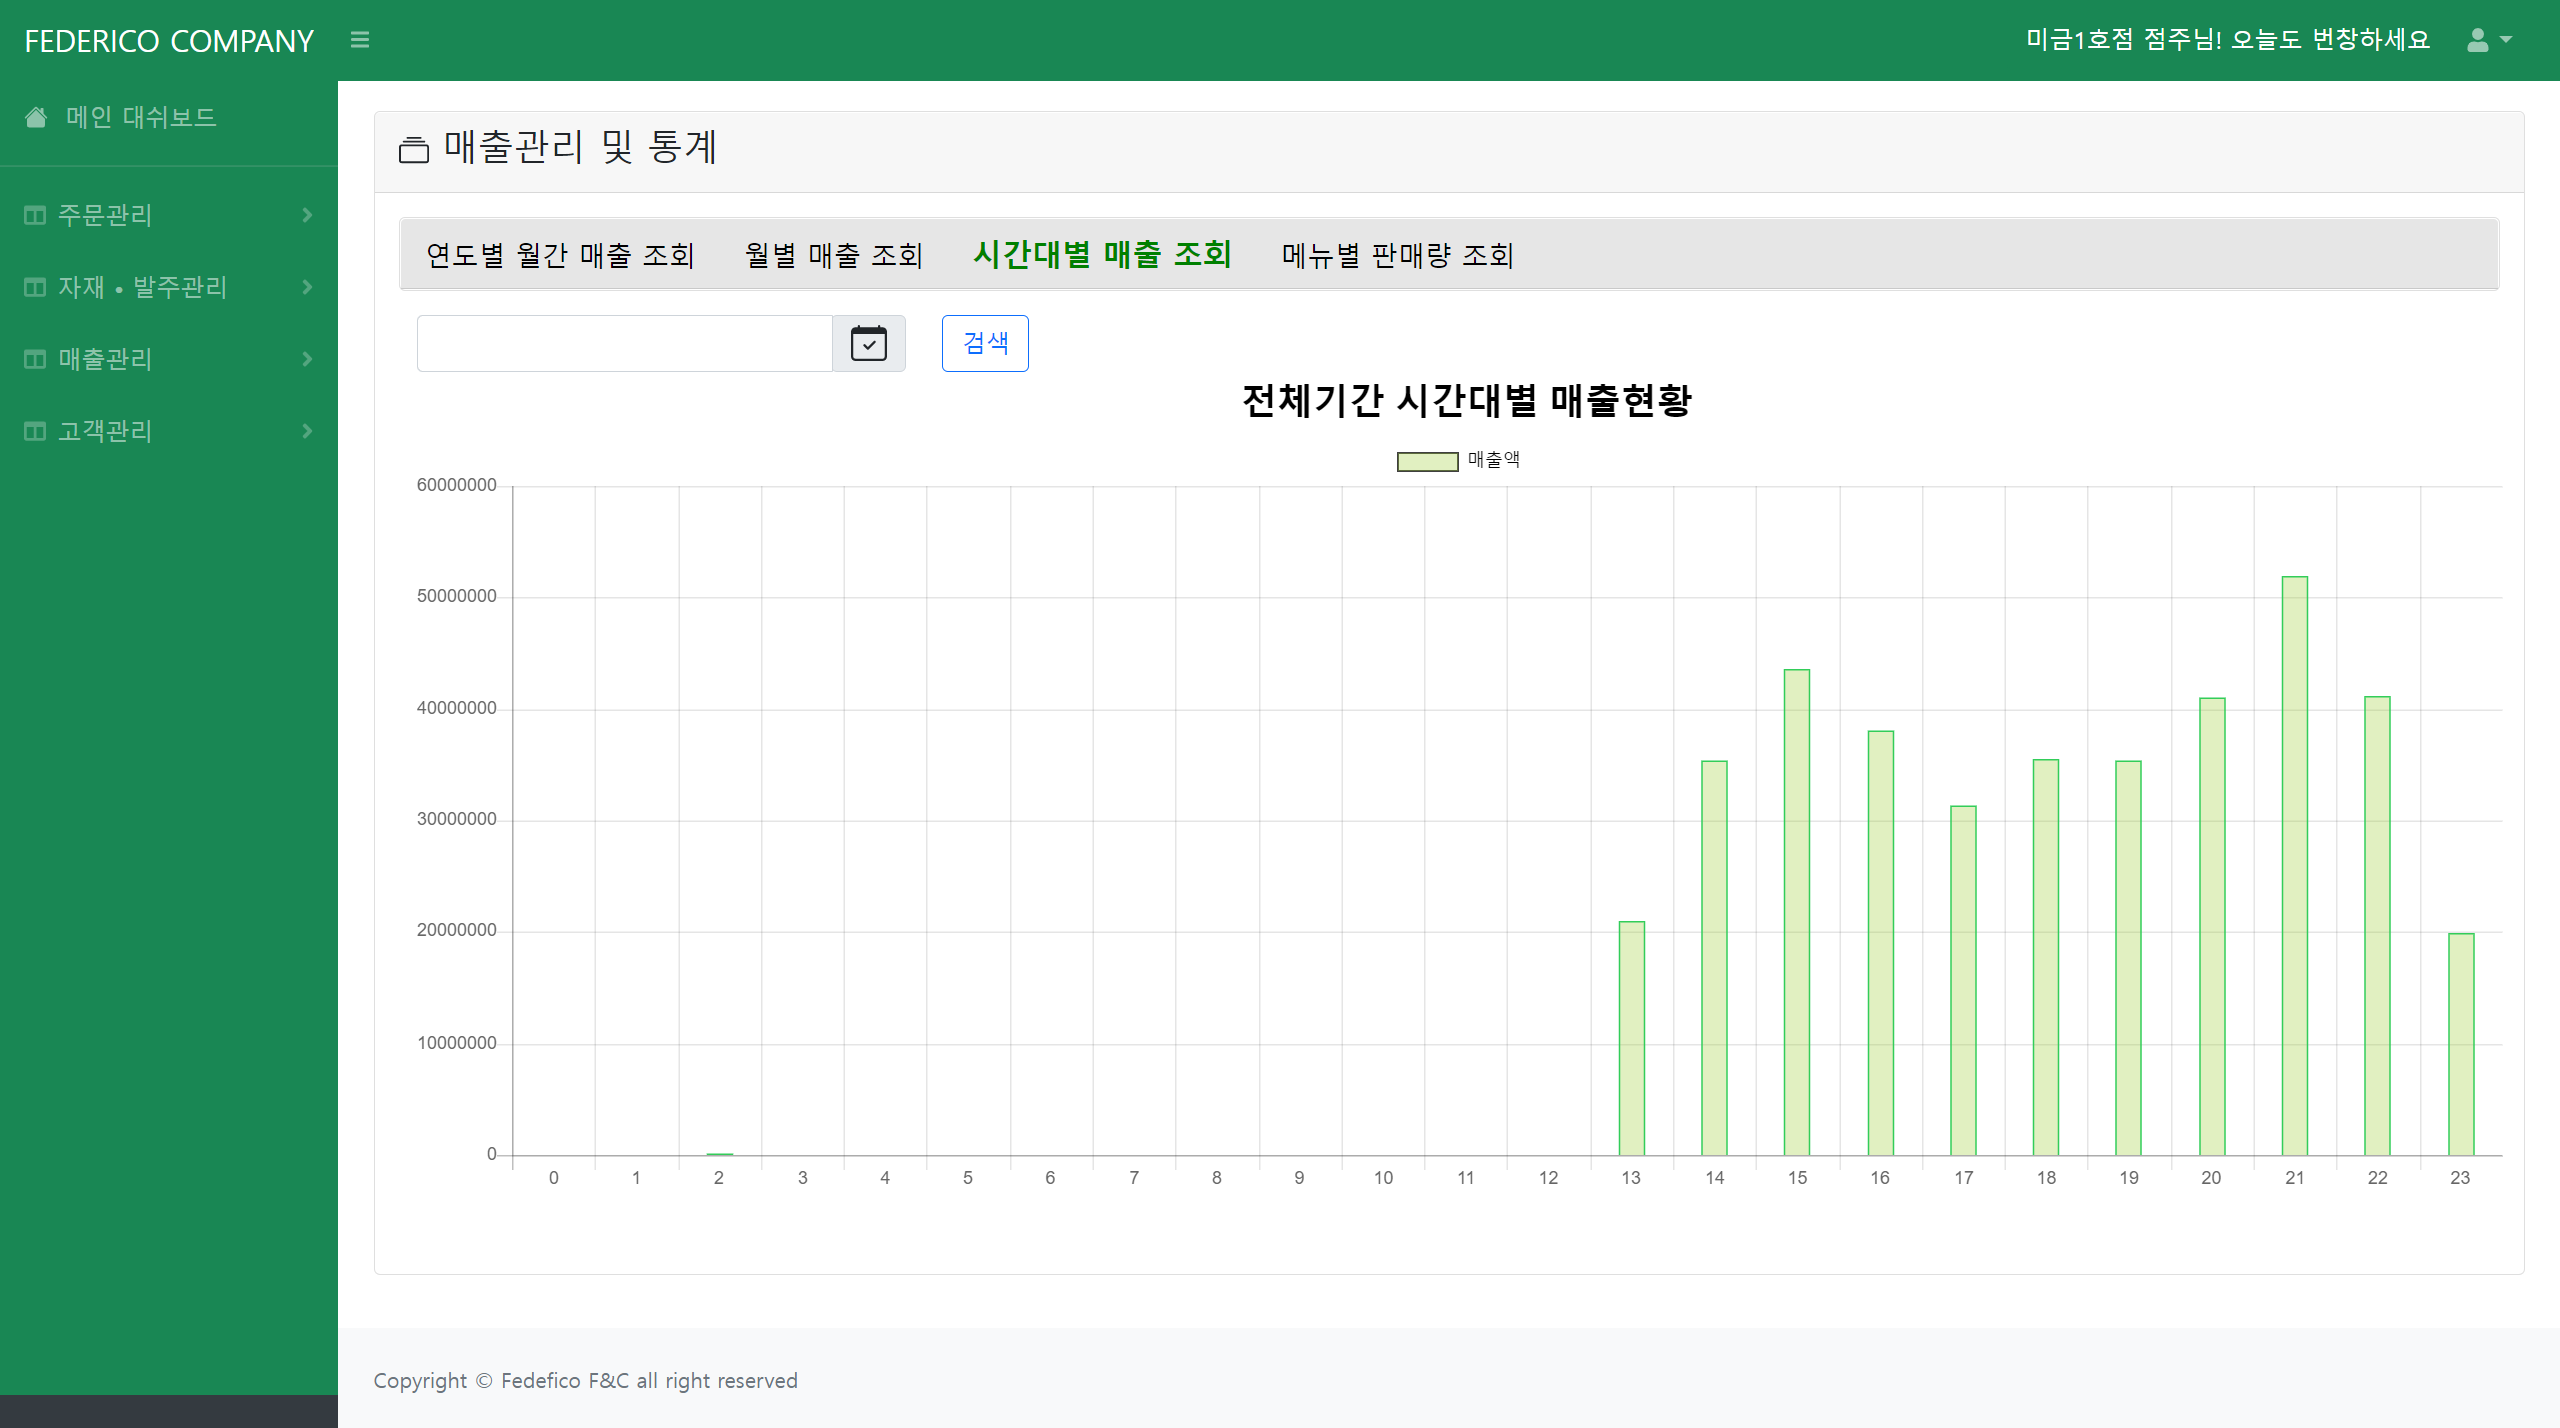 FEDERICO COMPANY
미금1호점 점주님! 오늘도 번창하세요
메인 대쉬보드
주문관리
자재 • 발주관리
매출관리
고객관리
매출관리 및 통계
연도별 월간 매출 조회 월별 매출 조회 시간대별 매출 조회 메뉴별 판매량 조회
검색
전체기간 시간대별 매출현황
매출액
60000000
50000000
40000000
30000000
20000000
10000000
0
0 1 2 3 4 5 6 7 8 9 10 11 12 13 14 15 16 17 18 19 20 21 22 23
Copyright © Fedefico F&C all right reserved